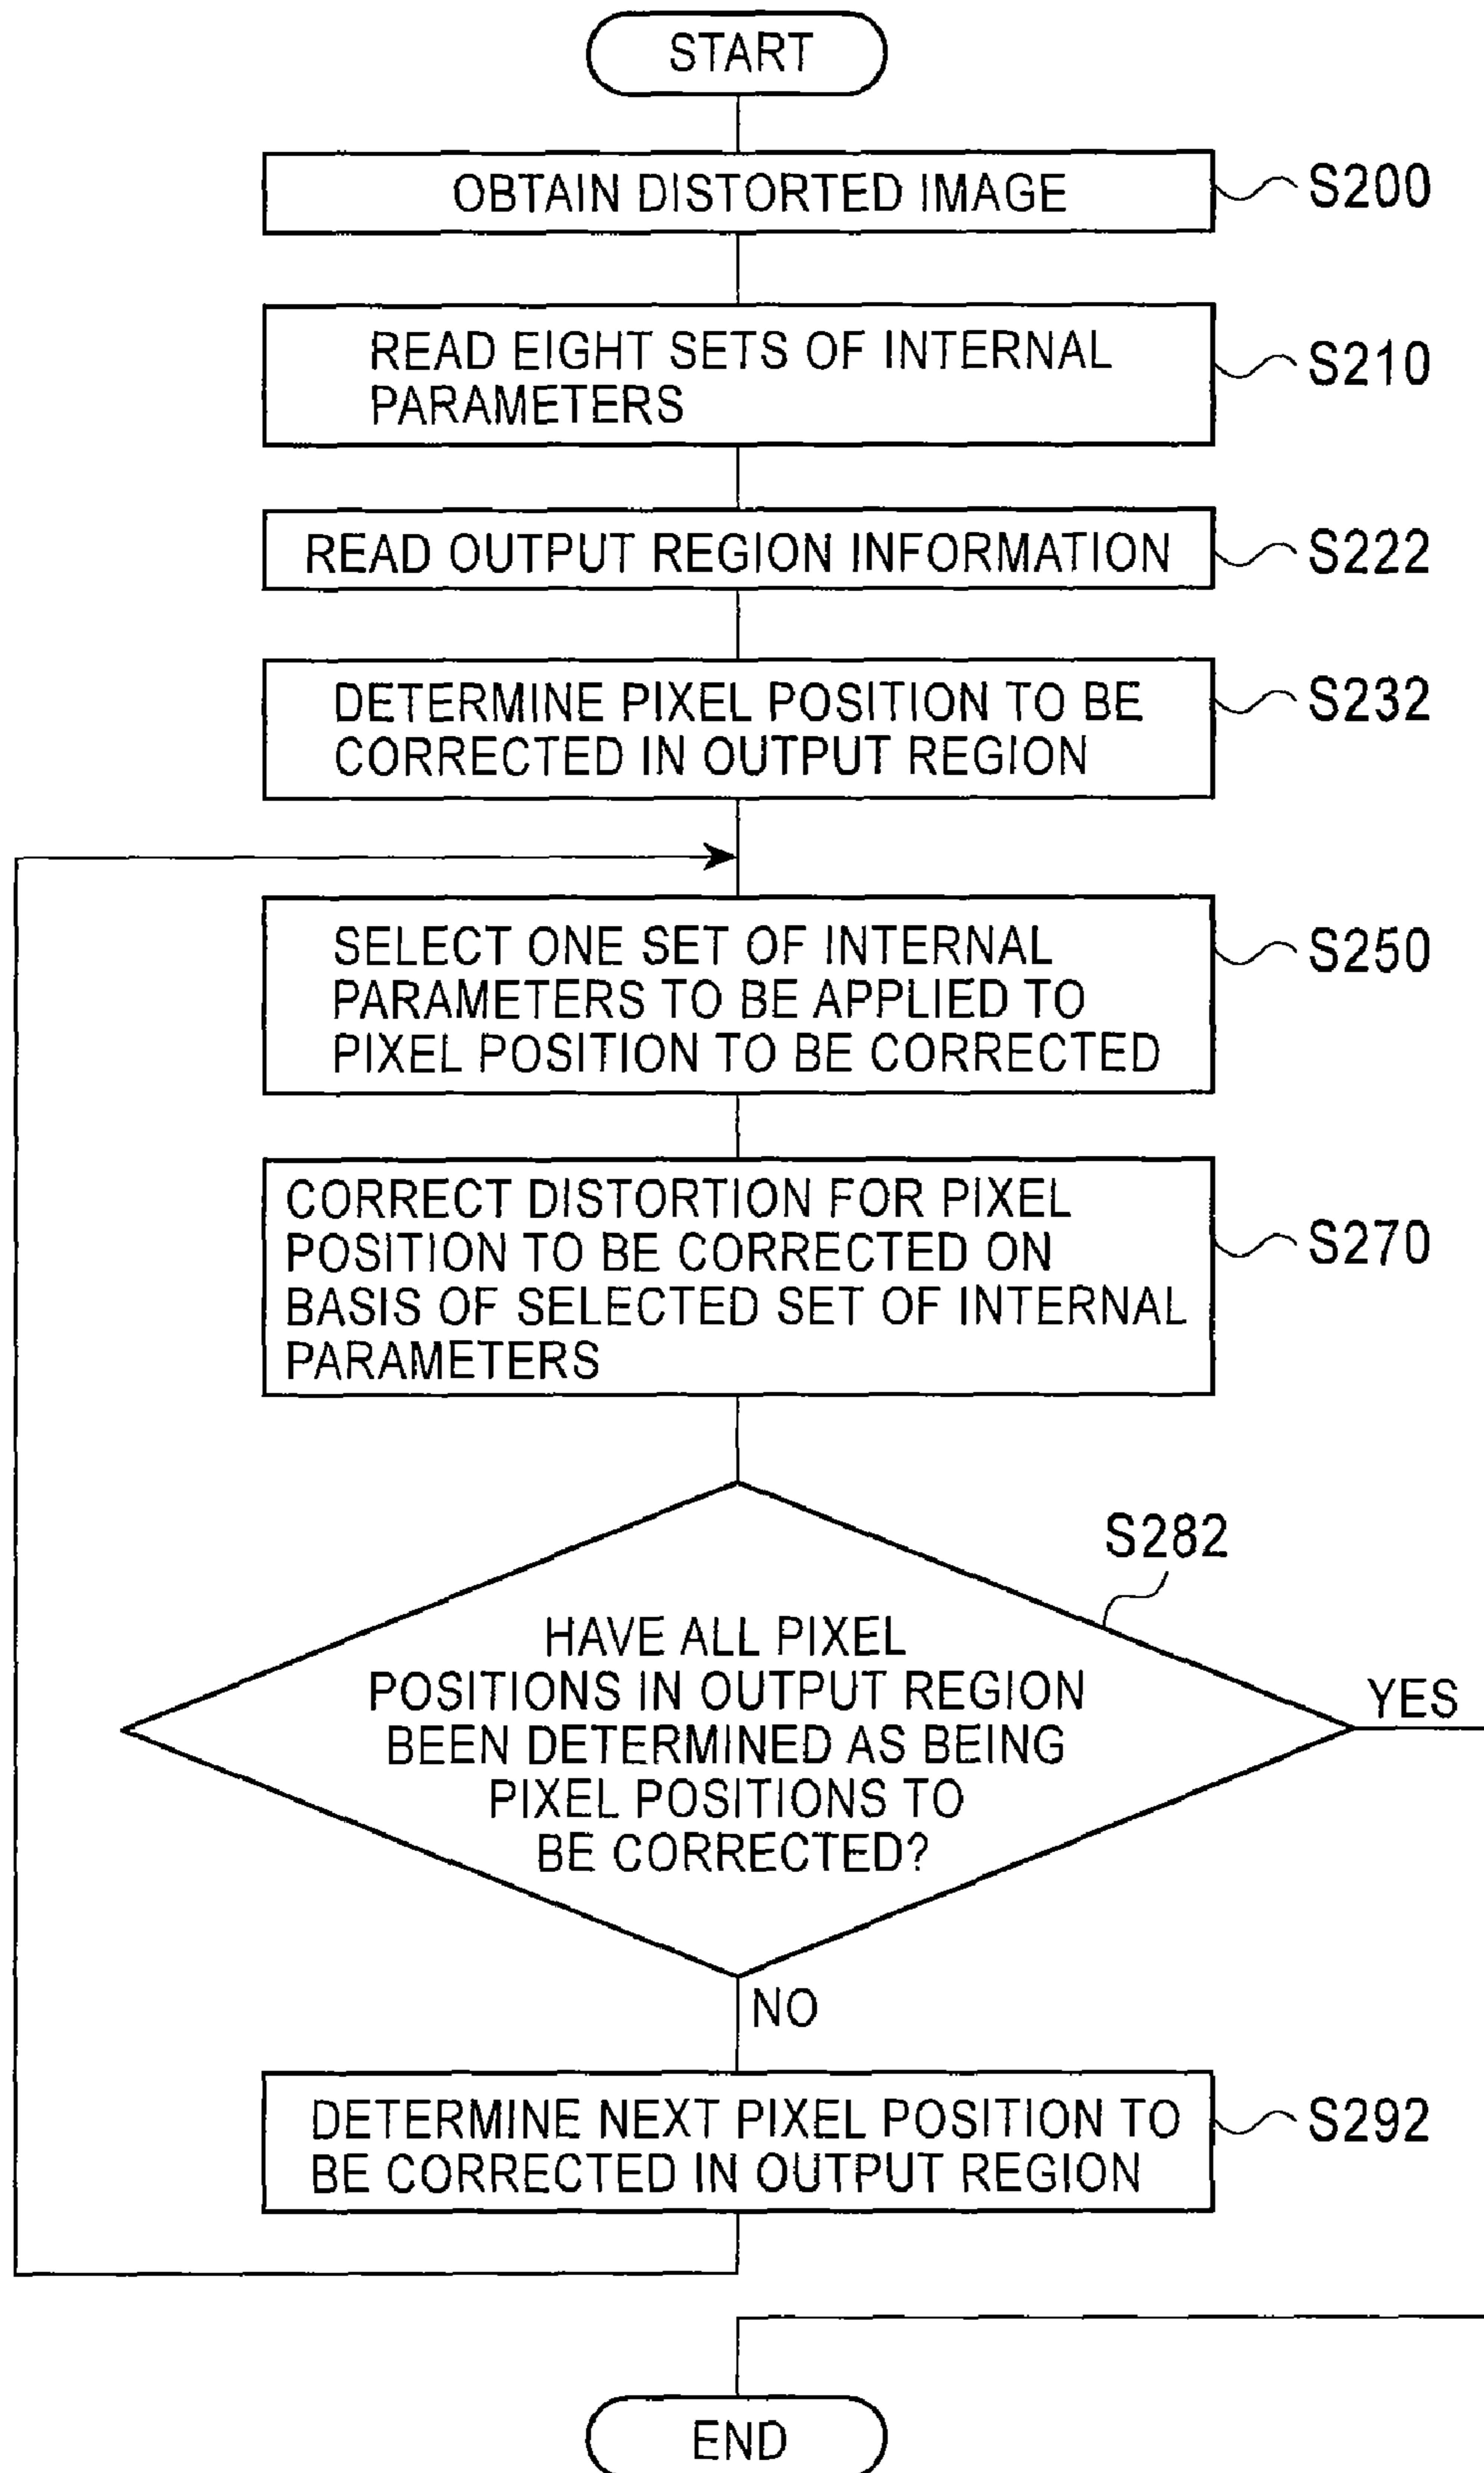 START
OBTAIN DISTORTED IMAGE
S200
READ EIGHT SETS OF INTERNAL
PARAMETERS
S210
READ OUTPUT REGION INFORMATION
S222
DETERMINE PIXEL POSITION TO BE
CORRECTED IN OUTPUT REGION
S232
SELECT ONE SET OF INTERNAL
PARAMETERS TO BE APPLIED TO
PIXEL POSITION TO BE CORRECTED
S250
CORRECT DISTORTION FOR PIXEL
POSITION TO BE CORRECTED ON
BASIS OF SELECTED SET OF INTERNAL
PARAMETERS
S270
S282
HAVE ALL PIXEL
POSITIONS IN OUTPUT REGION
BEEN DETERMINED AS BEING
PIXEL POSITIONS TO
BE CORRECTED?
YES
NO
DETERMINE NEXT PIXEL POSITION TO
BE CORRECTED IN OUTPUT REGION
S292
END